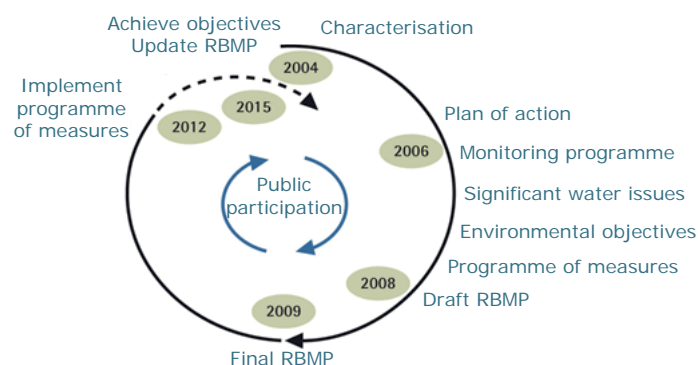 Achieve objectives
Update RBMP
Characterisation
2004
Implement
programme
of measures
2015
2012
Plan of action
2006
Monitoring programme
Public
participation
Significant water issues
Environmental objectives
Programme of measures
2008
Draft RBMP
2009
Final RBMP